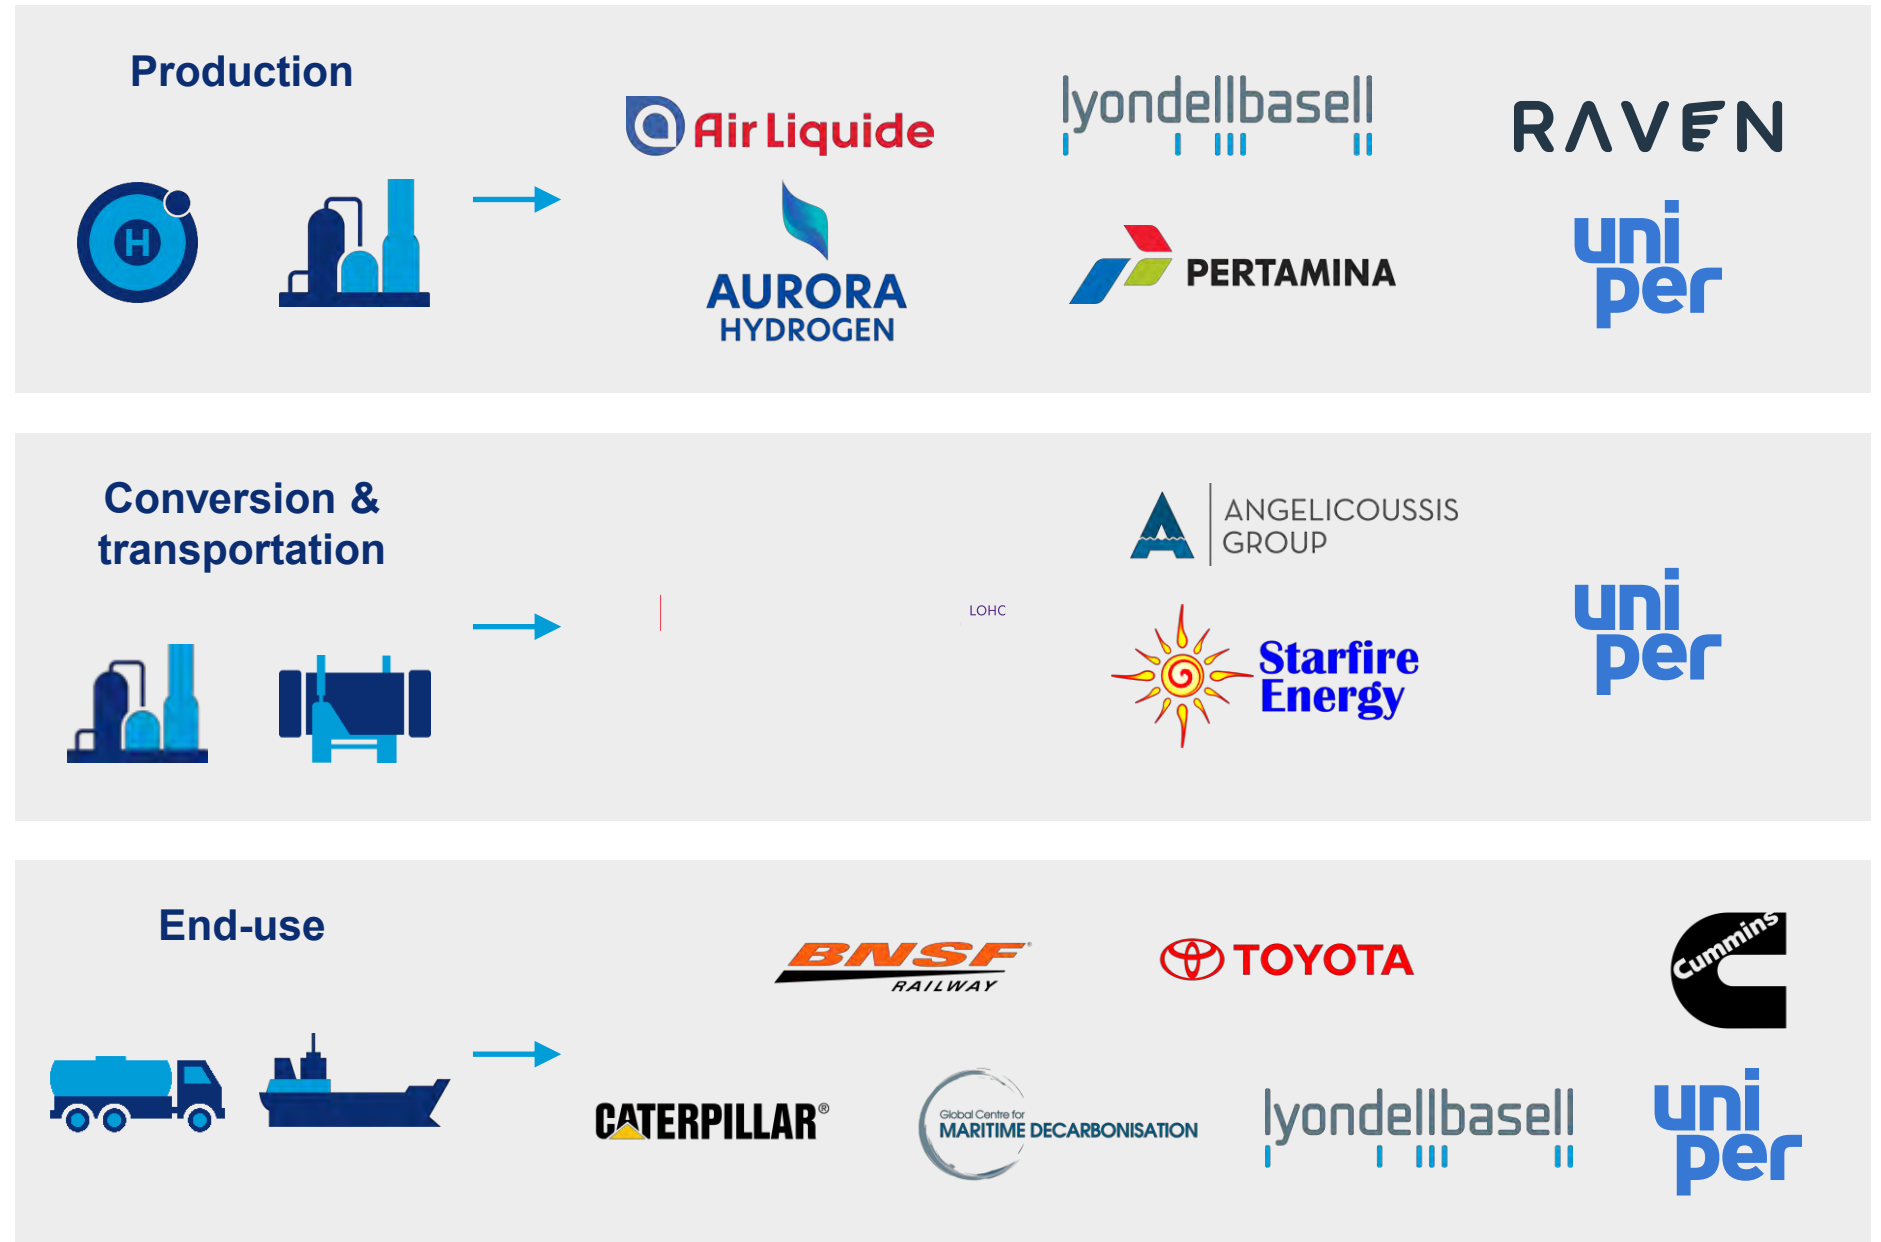 Production
H
Air Liquide
lyondellbasell
RAVEN
AURORA
HYDROGEN
PERTAMINA
uni
per
Conversion &
transportation
LOHC
ANGELICOUSSIS
GROUP
Starfire
Energy
uni
per
End-use
BNSF
RAILWAY
TOYOTA
Cummins
CATERPILLAR®
Global Centre for
MARITIME DECARBONISATION
lyondellbasell
uni
per